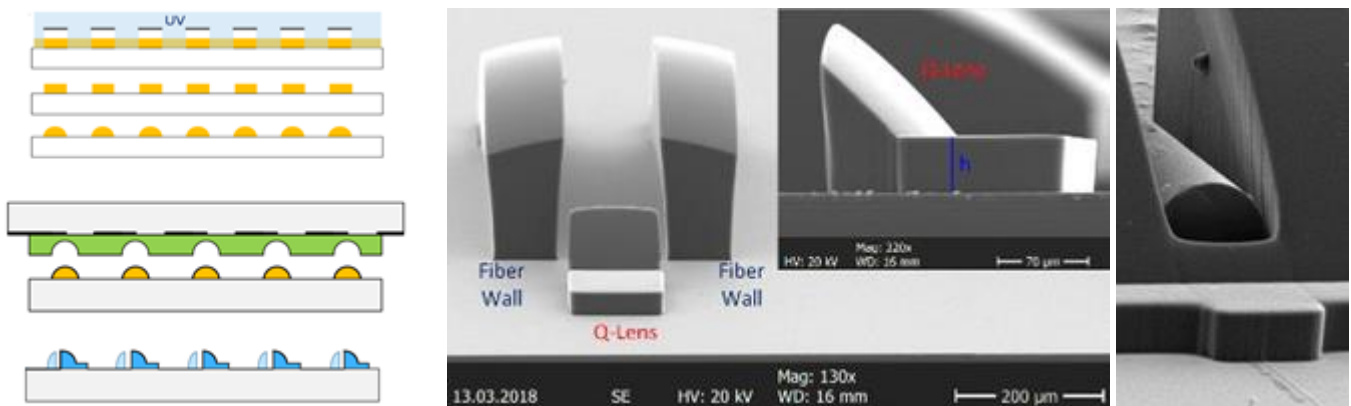 UV
Fiber
Wall
Fiber
Wall
Q-Lens
13.03.2018 SE HV: 20 kV Mag: 130x WD: 16 mm 200 µm
h
HV: 20 kV Mag: 320x WD: 16 mm 70 µm